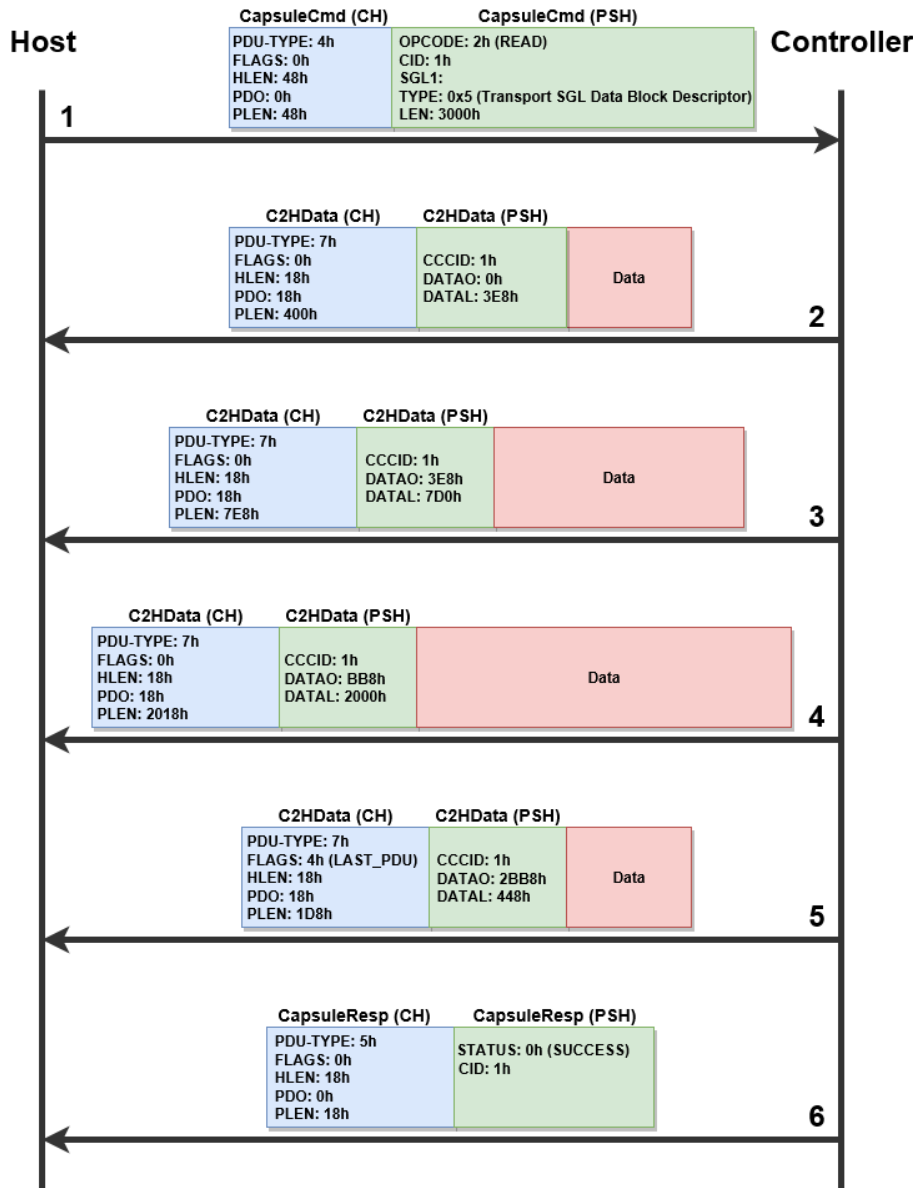 Host
Controller
CapsuleCmd (CH)
CapsuleCmd (PSH)
PDU-TYPE: 4h
FLAGS: 0h
HLEN: 48h
PDO: 0h
PLEN: 48h
OPCODE: 2h (READ)
CID: 1h
SGL1:
TYPE: 0x5 (Transport SGL Data Block Descriptor)
LEN: 3000h
1
C2HData (CH)
C2HData (PSH)
PDU-TYPE: 7h
FLAGS: 0h
HLEN: 18h
PDO: 18h
PLEN: 400h
CCCID: 1h
DATAO: 0h
DATAL: 3E8h
Data
2
C2HData (CH)
C2HData (PSH)
PDU-TYPE: 7h
FLAGS: 0h
HLEN: 18h
PDO: 18h
PLEN: 7E8h
CCCID: 1h
DATAO: 3E8h
DATAL: 7D0h
Data
3
C2HData (CH)
C2HData (PSH)
PDU-TYPE: 7h
FLAGS: 0h
HLEN: 18h
PDO: 18h
PLEN: 2018h
CCCID: 1h
DATAO: BB8h
DATAL: 2000h
Data
4
C2HData (CH)
C2HData (PSH)
PDU-TYPE: 7h
FLAGS: 4h (LAST_PDU)
HLEN: 18h
PDO: 18h
PLEN: 1D8h
CCCID: 1h
DATAO: 2BB8h
DATAL: 448h
Data
5
CapsuleResp (CH)
CapsuleResp (PSH)
PDU-TYPE: 5h
FLAGS: 0h
HLEN: 18h
PDO: 0h
PLEN: 18h
STATUS: 0h (SUCCESS)
CID: 1h
6